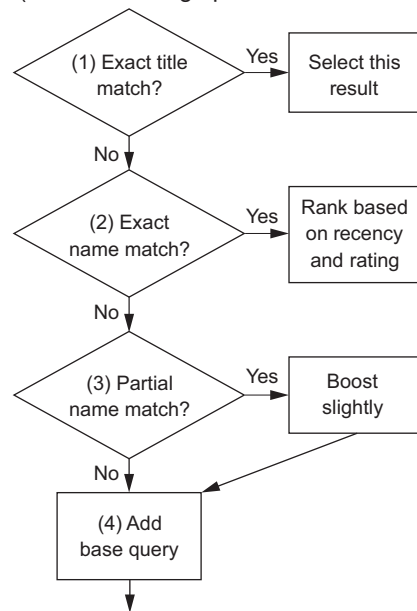 (1) Exact title
match?
Yes
Select this
result
No
(2) Exact
name match?
Yes
Rank based
on recency
and rating
No
(3) Partial
name match?
Yes
Boost
slightly
No
(4) Add
base query